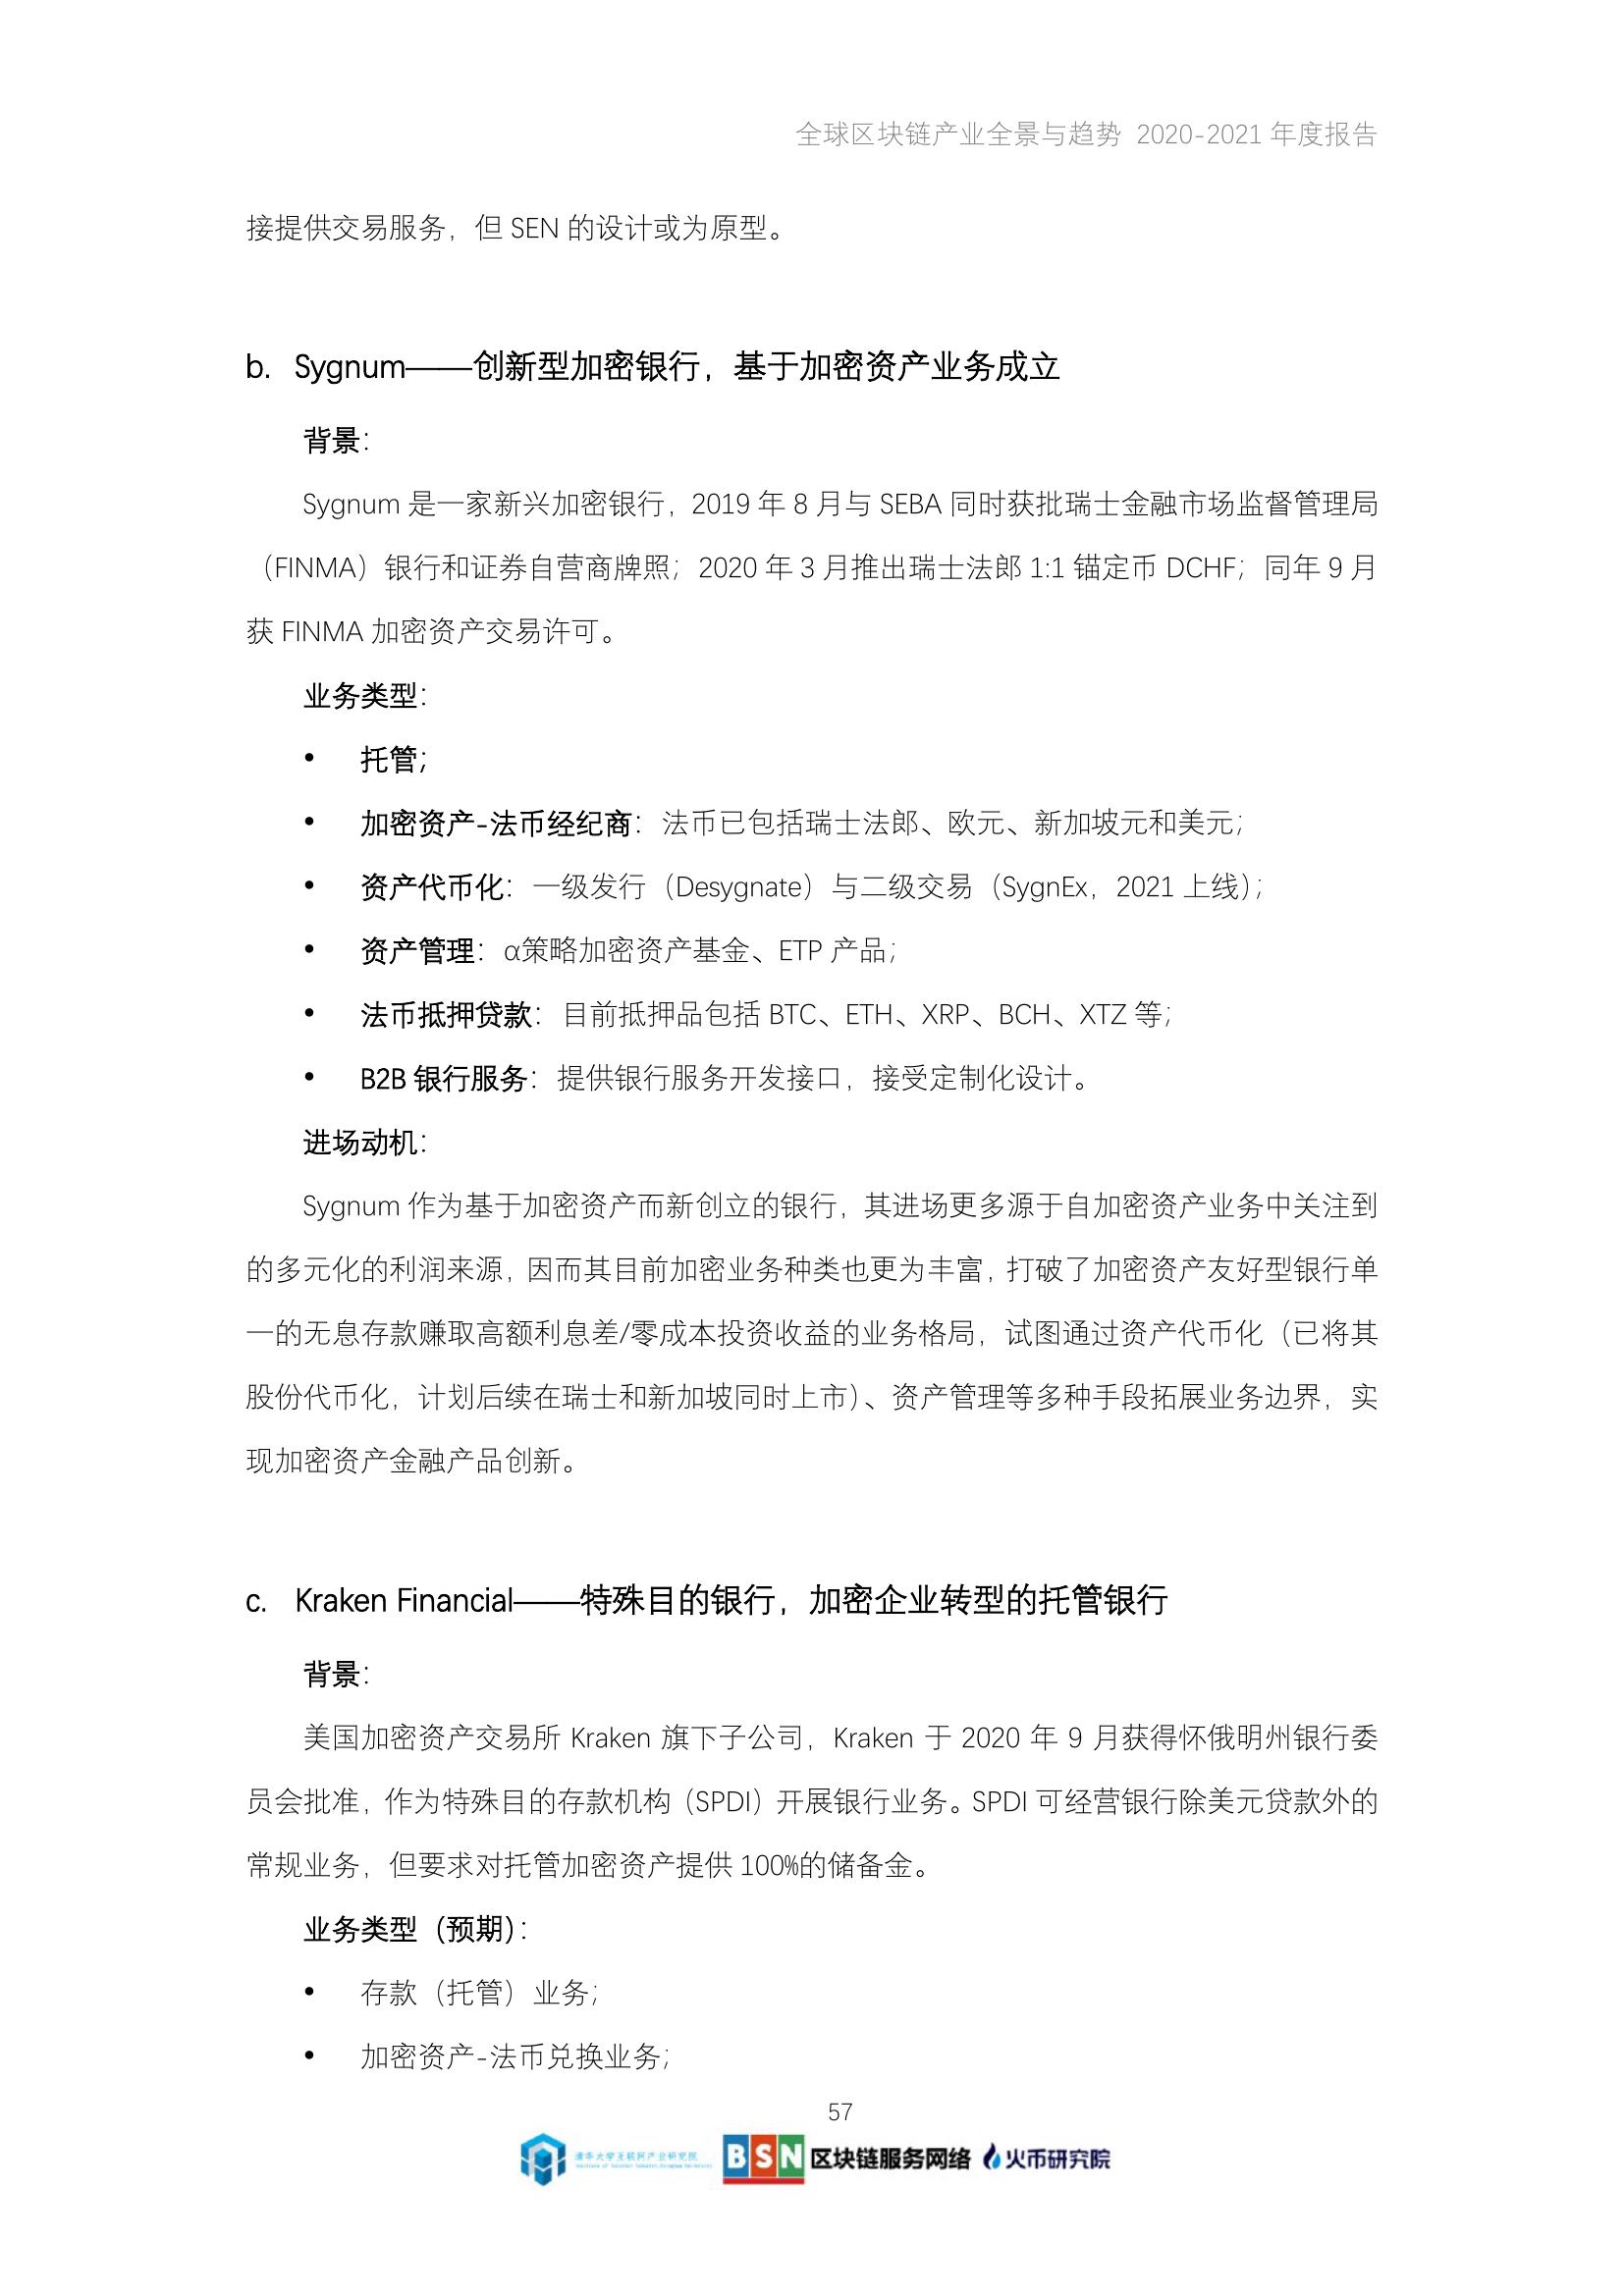 全球区块链产业全景与趋势 2020-2021 年度报告
接提供交易服务，但 SEN 的设计或为原型。
b. Sygnum——创新型加密银行，基于加密资产业务成立
背景：
Sygnum 是一家新兴加密银行，2019 年 8 月与 SEBA 同时获批瑞士金融市场监督管理局
（FINMA）银行和证券自营商牌照；2020 年 3 月推出瑞士法郎 1:1 锚定币 DCHF；同年 9 月
获 FINMA 加密资产交易许可。
业务类型：
• 托管；
• 加密资产-法币经纪商：法币已包括瑞士法郎、欧元、新加坡元和美元；
• 资产代币化：一级发行（Desygnate）与二级交易（SygnEx，2021 上线）；
• 资产管理：α策略加密资产基金、ETP 产品；
• 法币抵押贷款：目前抵押品包括 BTC、ETH、XRP、BCH、XTZ 等；
• B2B 银行服务：提供银行服务开发接口，接受定制化设计。
进场动机：
Sygnum 作为基于加密资产而新创立的银行，其进场更多源于自加密资产业务中关注到
的多元化的利润来源，因而其目前加密业务种类也更为丰富，打破了加密资产友好型银行单
一的无息存款赚取高额利息差/零成本投资收益的业务格局，试图通过资产代币化（已将其
股份代币化，计划后续在瑞士和新加坡同时上市）、资产管理等多种手段拓展业务边界，实
现加密资产金融产品创新。
c. Kraken Financial——特殊目的银行，加密企业转型的托管银行
背景：
美国加密资产交易所 Kraken 旗下子公司，Kraken 于 2020 年 9 月获得怀俄明州银行委
员会批准，作为特殊目的存款机构（SPDI）开展银行业务。SPDI 可经营银行除美元贷款外的
常规业务，但要求对托管加密资产提供 100%的储备金。
业务类型（预期）：
• 存款（托管）业务；
• 加密资产-法币兑换业务；
57
清华大学互联网产业研究院
BSN 区块链服务网络 火币研究院